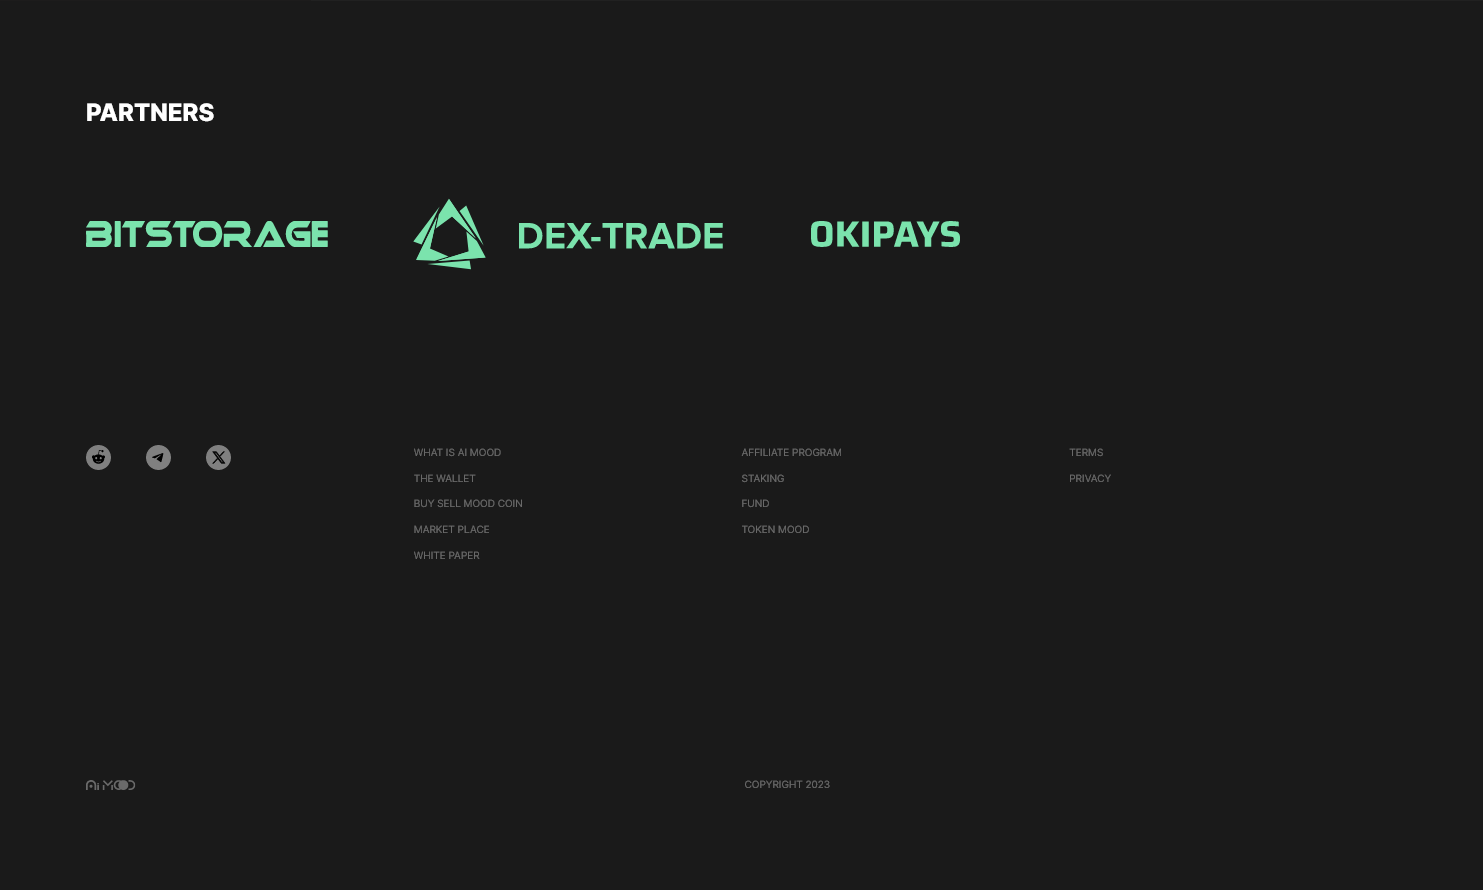 PARTNERS
BITSTORAGE
DEX-TRADE
OKIPAYS
WHAT IS AI MOOD
THE WALLET
BUY SELL MOOD COIN
MARKET PLACE
WHITE PAPER
AFFILIATE PROGRAM
STAKING
FUND
TOKEN MOOD
TERMS
PRIVACY
Ai MOOD
COPYRIGHT 2023